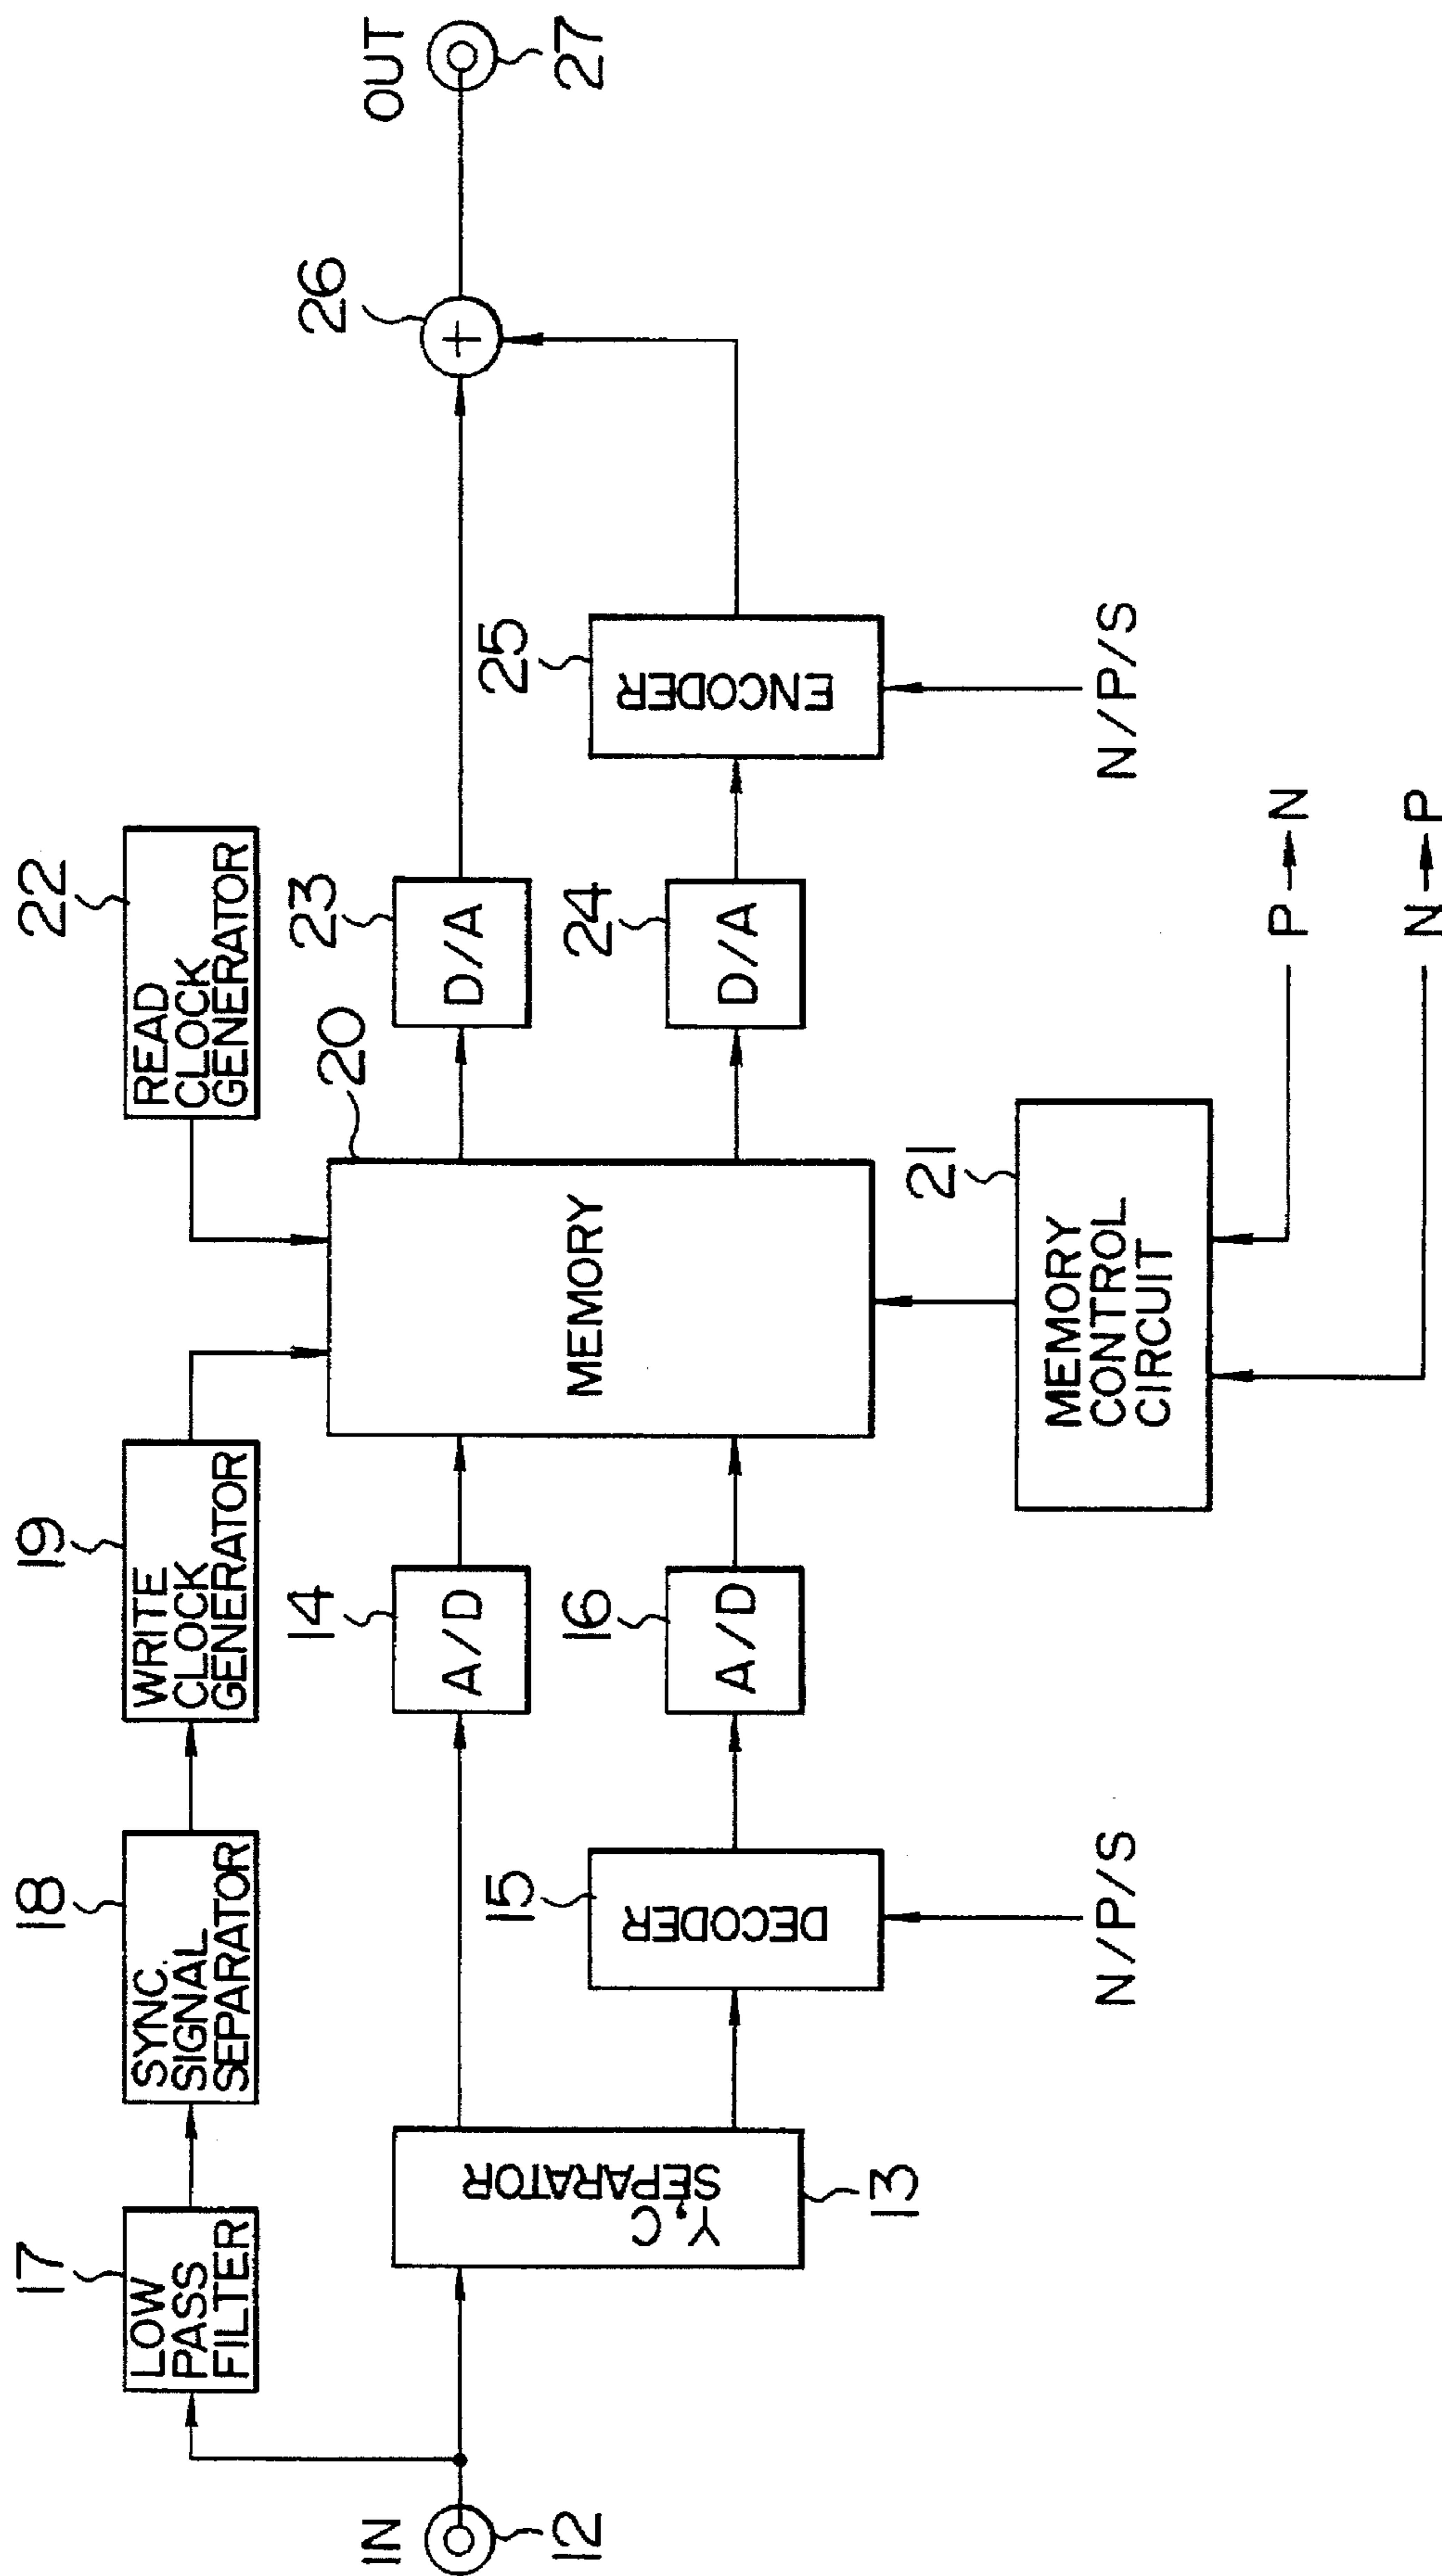 17
LOW
PASS
FILTER
18
SYNC.
SIGNAL
SEPARATOR
19
WRITE
CLOCK
GENERATOR
22
READ
CLOCK
GENERATOR
IN
12
Y,C
SEPARATOR
13
14
A/D
15
DECODER
N/P/S
16
A/D
20
MEMORY
21
MEMORY
CONTROL
CIRCUIT
P→N
N→P
23
D/A
24
D/A
25
ENCODER
N/P/S
26
+
OUT
27